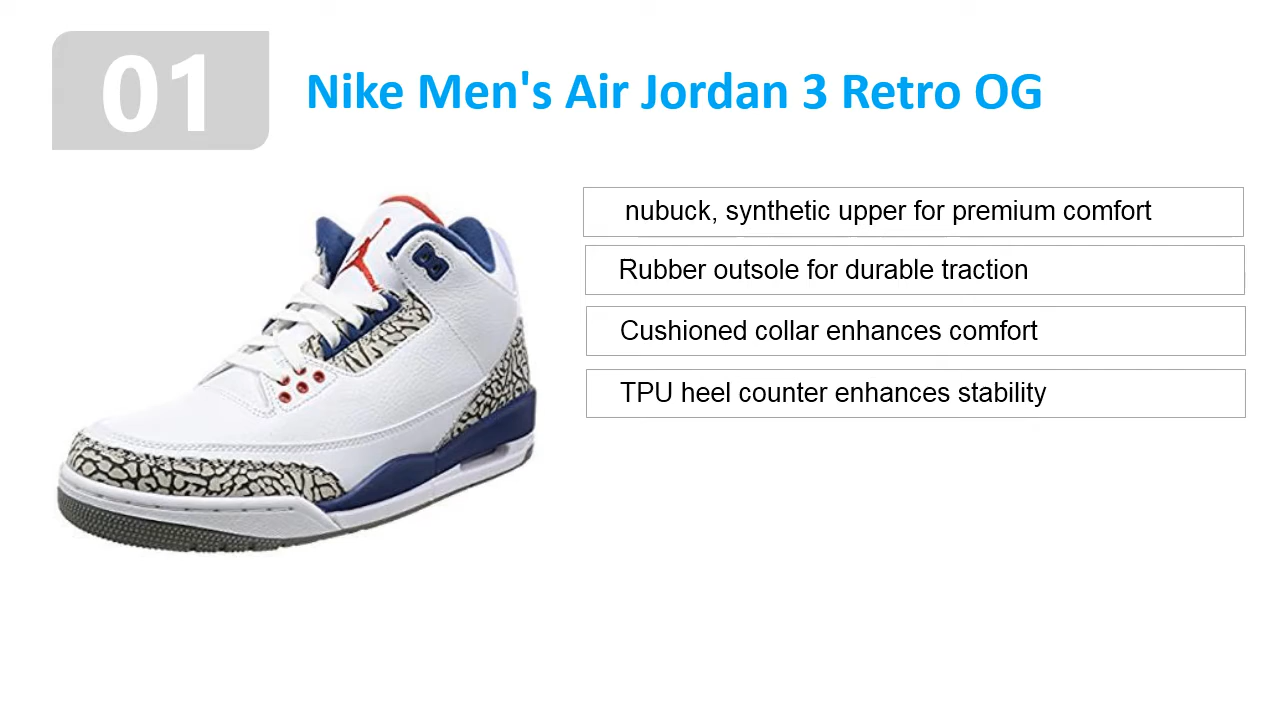 01
Nike Men's Air Jordan 3 Retro OG
nubuck, synthetic upper for premium comfort
Rubber outsole for durable traction
Cushioned collar enhances comfort
TPU heel counter enhances stability